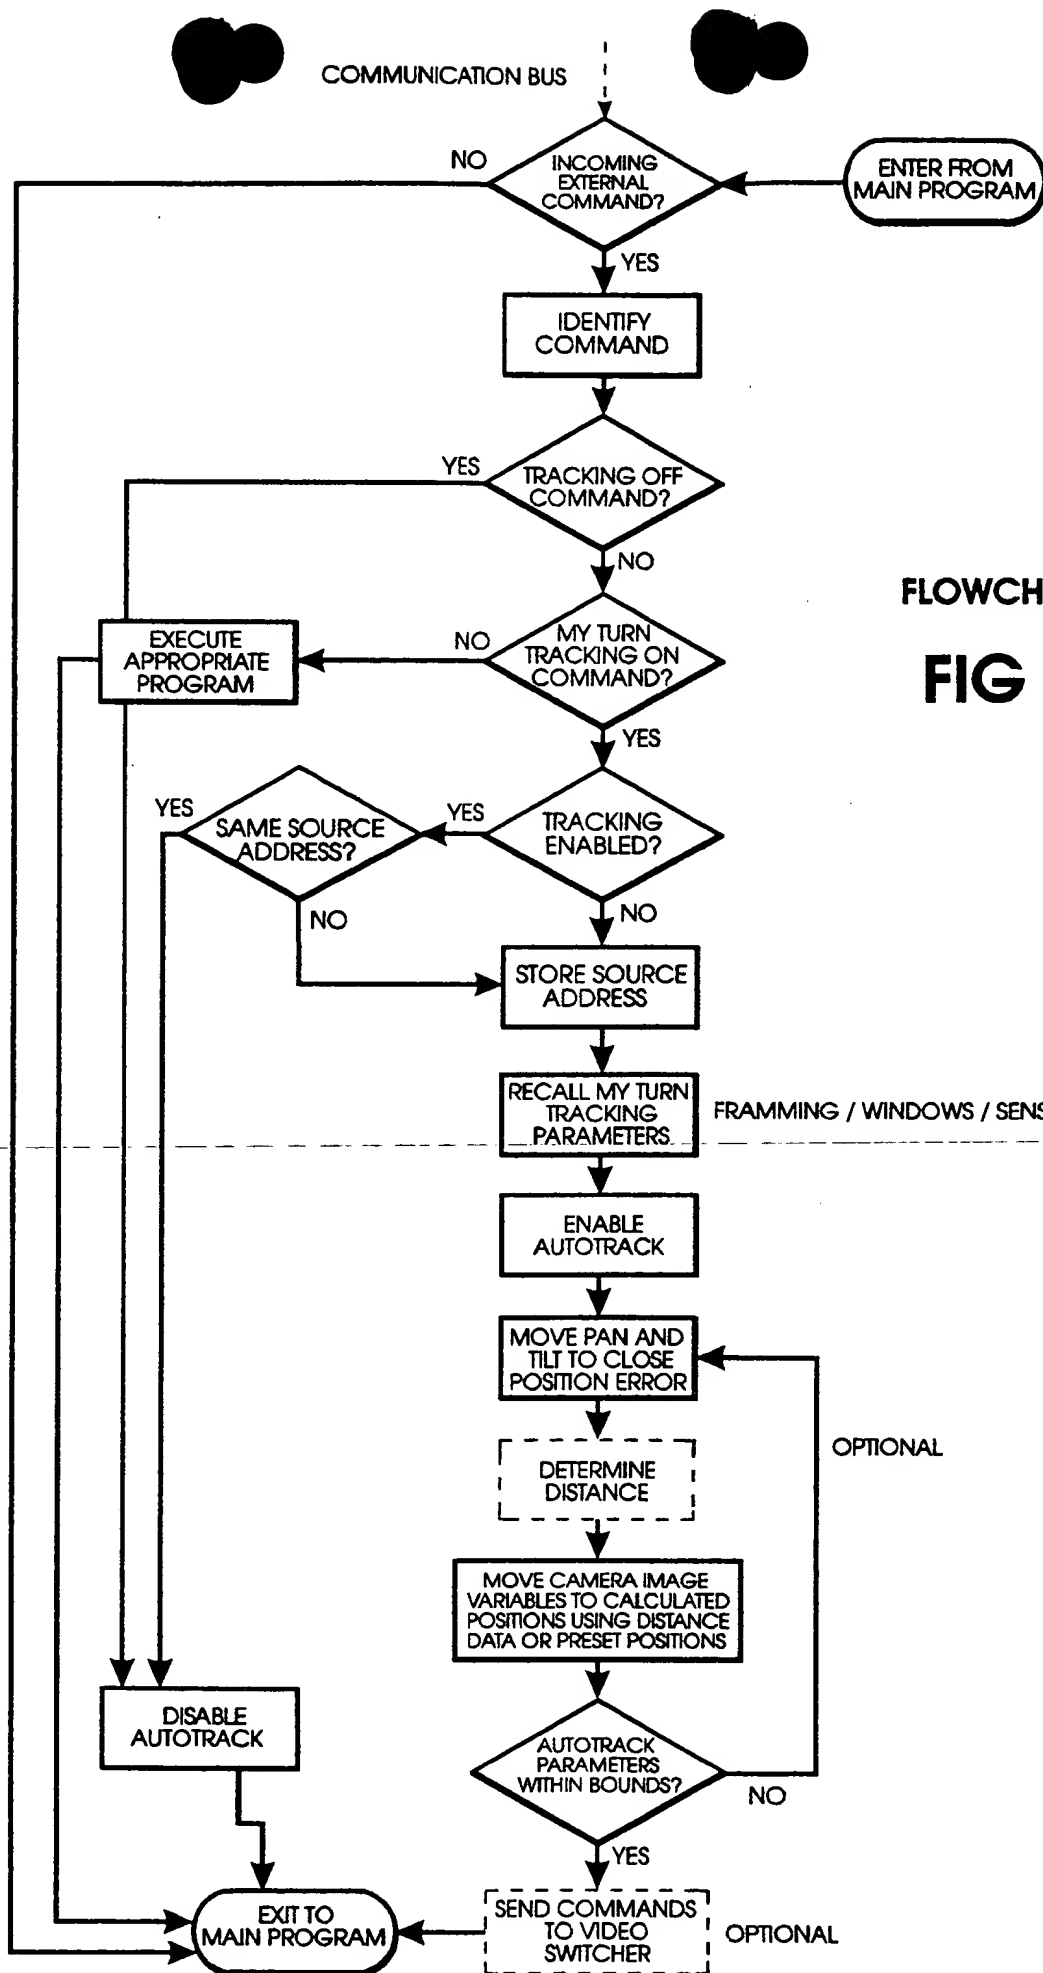 COMMUNICATION BUS
NO
INCOMING
EXTERNAL
COMMAND?
ENTER FROM
MAIN PROGRAM
YES
IDENTIFY
COMMAND
YES
TRACKING OFF
COMMAND?
NO
FLOWCH
FIG
EXECUTE
APPROPRIATE
PROGRAM
NO
MY TURN
TRACKING ON
COMMAND?
YES
YES
SAME SOURCE
ADDRESS?
YES
TRACKING
ENABLED?
NO
NO
STORE SOURCE
ADDRESS
RECALL MY TURN
TRACKING
PARAMETERS
FRAMMING / WINDOWS / SENS
ENABLE
AUTOTRACK
MOVE PAN AND
TILT TO CLOSE
POSITION ERROR
OPTIONAL
DETERMINE
DISTANCE
MOVE CAMERA IMAGE
VARIABLES TO CALCULATED
POSITIONS USING DISTANCE
DATA OR PRESET POSITIONS
DISABLE
AUTOTRACK
AUTOTRACK
PARAMETERS
WITHIN BOUNDS?
NO
YES
EXIT TO
MAIN PROGRAM
SEND COMMANDS
TO VIDEO
SWITCHER
OPTIONAL